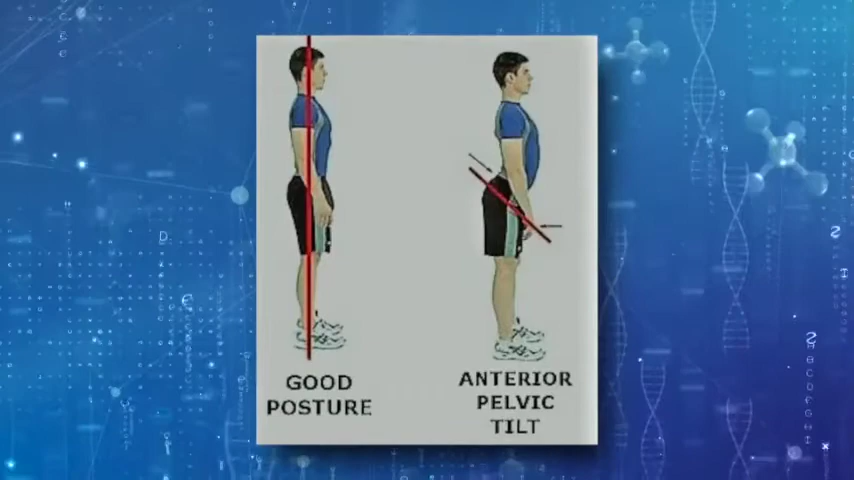 GOOD
POSTURE
ANTERIOR
PELVIC
TILT